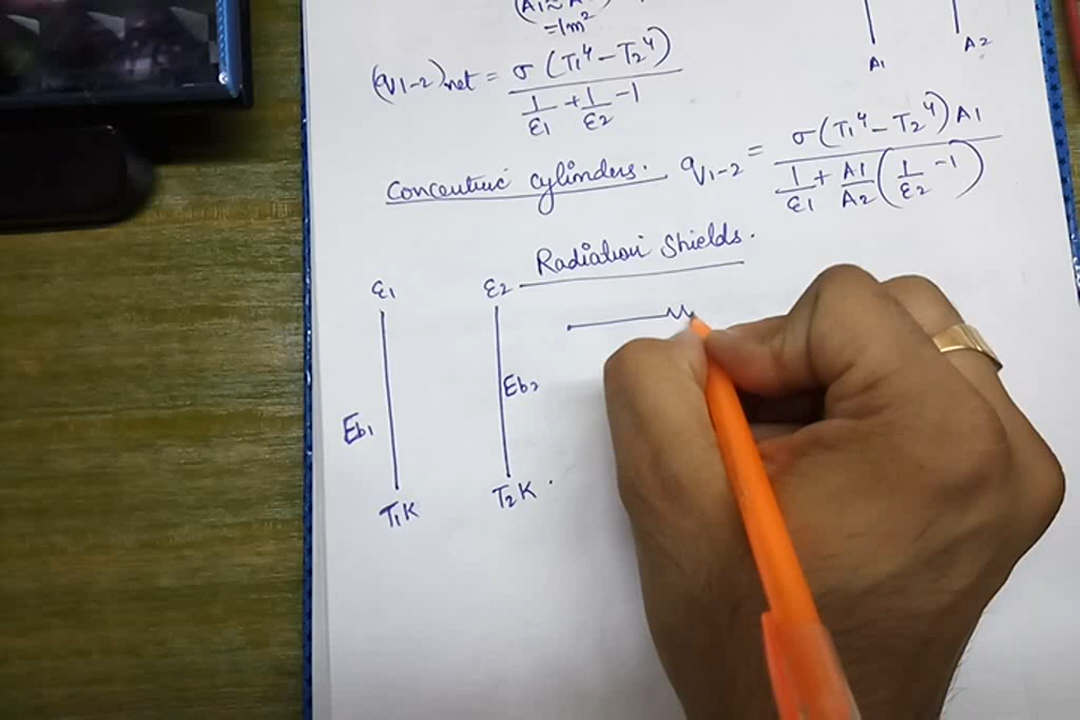 (A1≈A
=1m²
A1 A2
(q1-2)net = σ(T1⁴-T2⁴) / (1/ε1 + 1/ε2 - 1)
Concentric cylinders. q1-2 = σ(T1⁴-T2⁴)A1 / (1/ε1 + A1/A2 (1/ε2 - 1))
Radiation Shields.
ε1 ε2
Eb2
Eb1
T1K T2K.